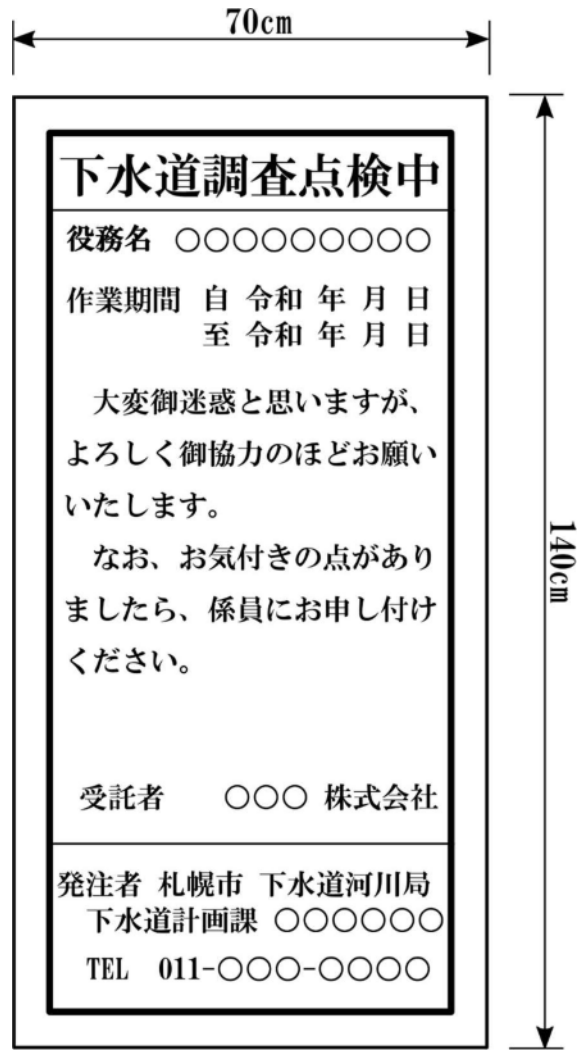 70cm
下水道調査点検中
役務名 ○○○○○○○○○
作業期間 自 令和 年 月 日
至 令和 年 月 日
大変御迷惑と思いますが、
よろしく御協力のほどお願い
いたします。
なお、お気付きの点があり
ましたら、係員にお申し付け
ください。
受託者 ○○○ 株式会社
発注者 札幌市 下水道河川局
下水道計画課 ○○○○○○
TEL 011-○○○-○○○○
140cm